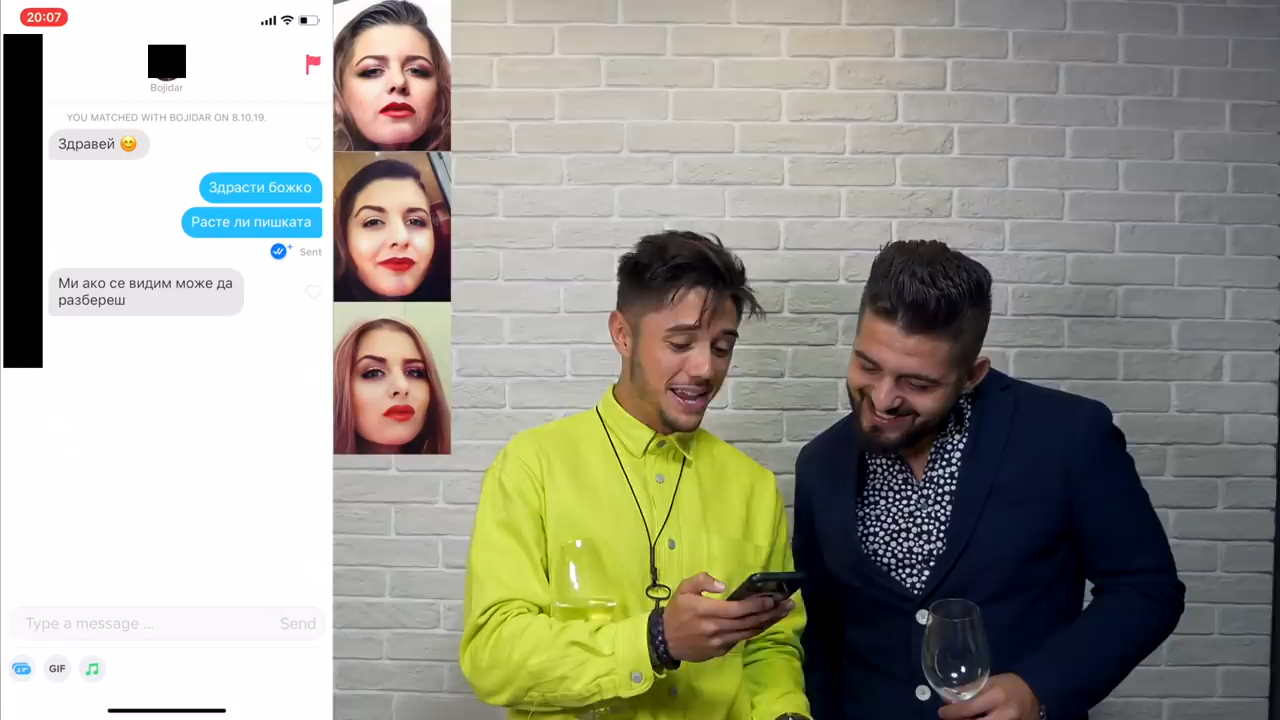 20:07
Bojidar
YOU MATCHED WITH BOJIDAR ON 8.10.19.
Здравей 😊
Здрасти божко
Расте ли пишката
Sent
Ми ако се видим може да
разбереш
Type a message ...
Send
GIF